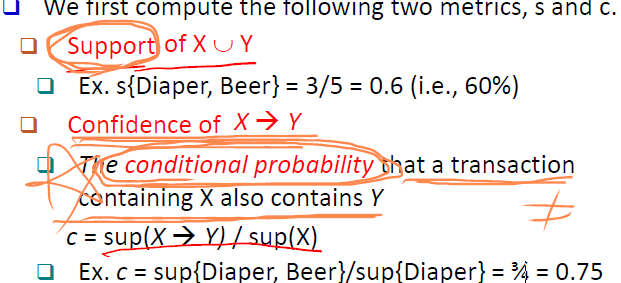 We first compute the following two metrics, s and c.
Support of X ∪ Y
Ex. s{Diaper, Beer} = 3/5 = 0.6 (i.e., 60%)
Confidence of X → Y
The conditional probability that a transaction
containing X also contains Y
c = sup(X → Y) / sup(X)
Ex. c = sup{Diaper, Beer}/sup{Diaper} = ¾ = 0.75